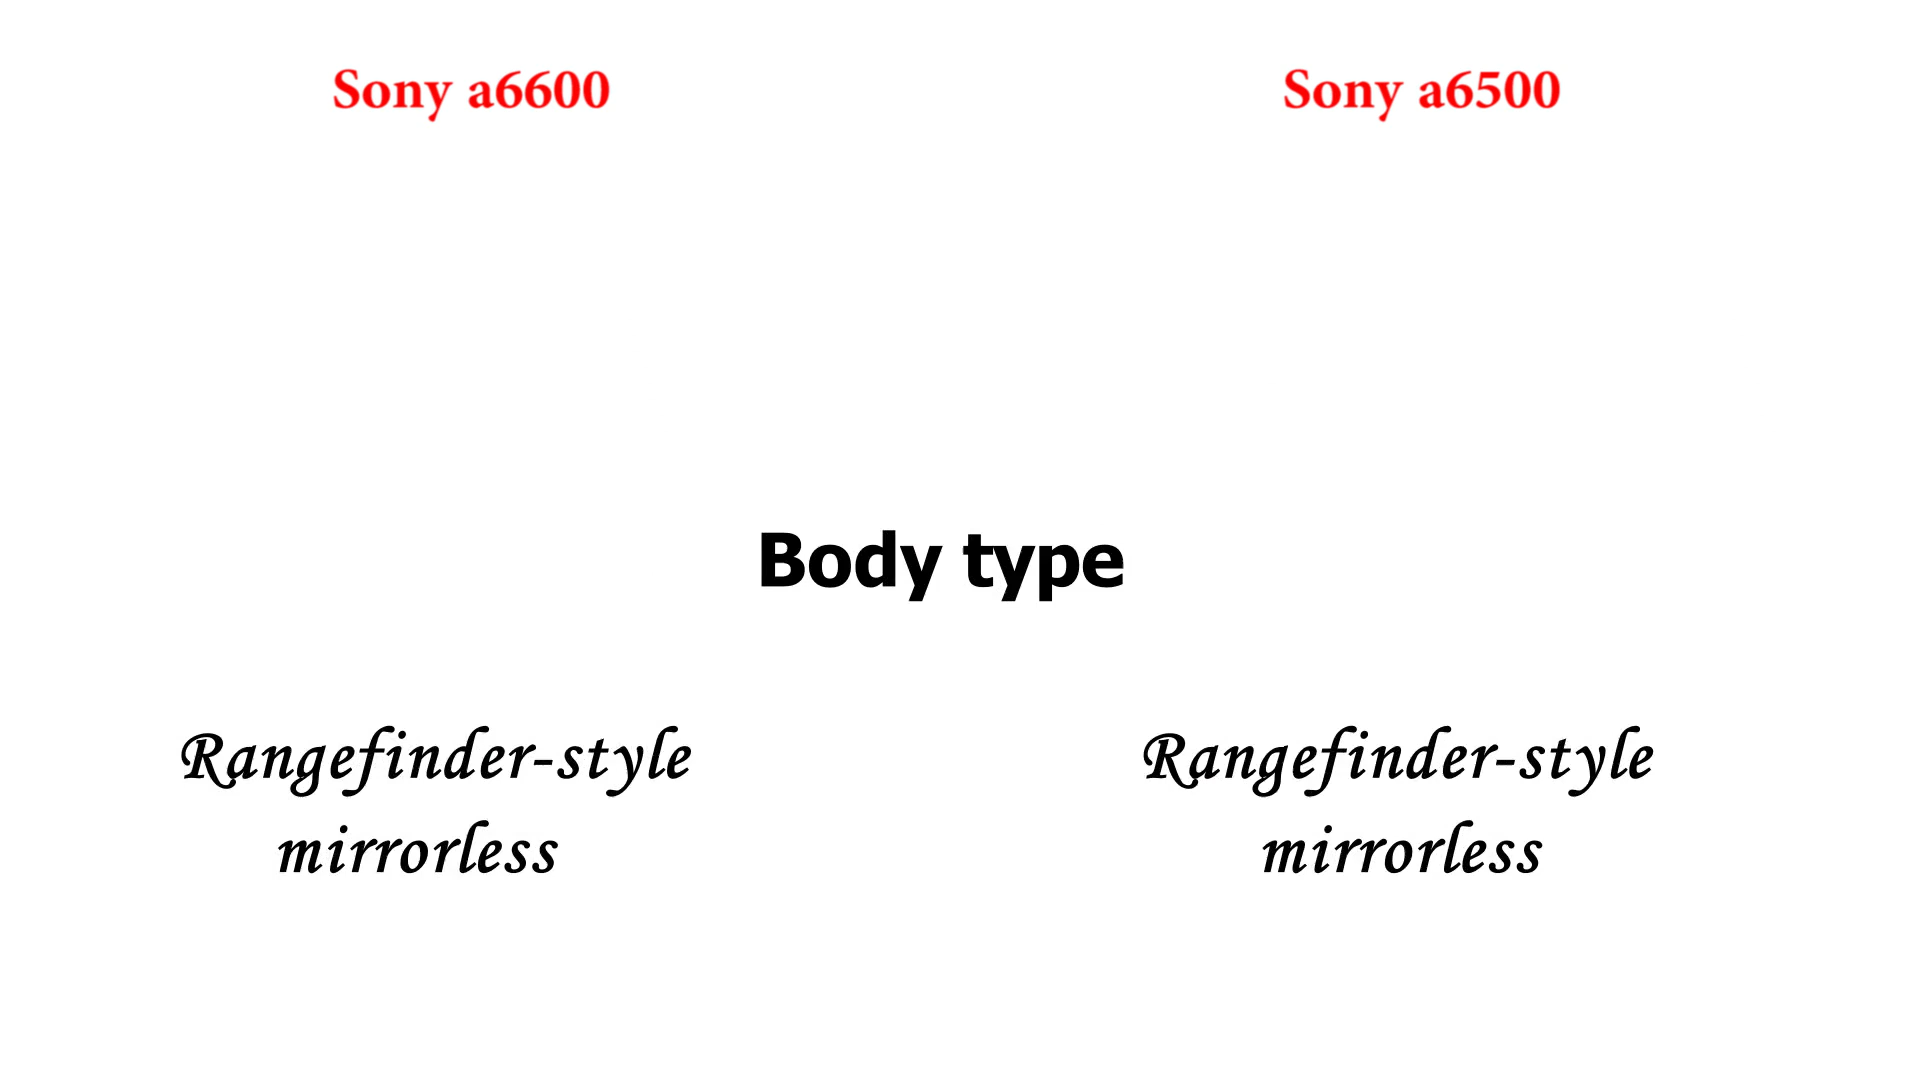 Sony a6600
Sony a6500
Body type
Rangefinder-style
mirrorless
Rangefinder-style
mirrorless